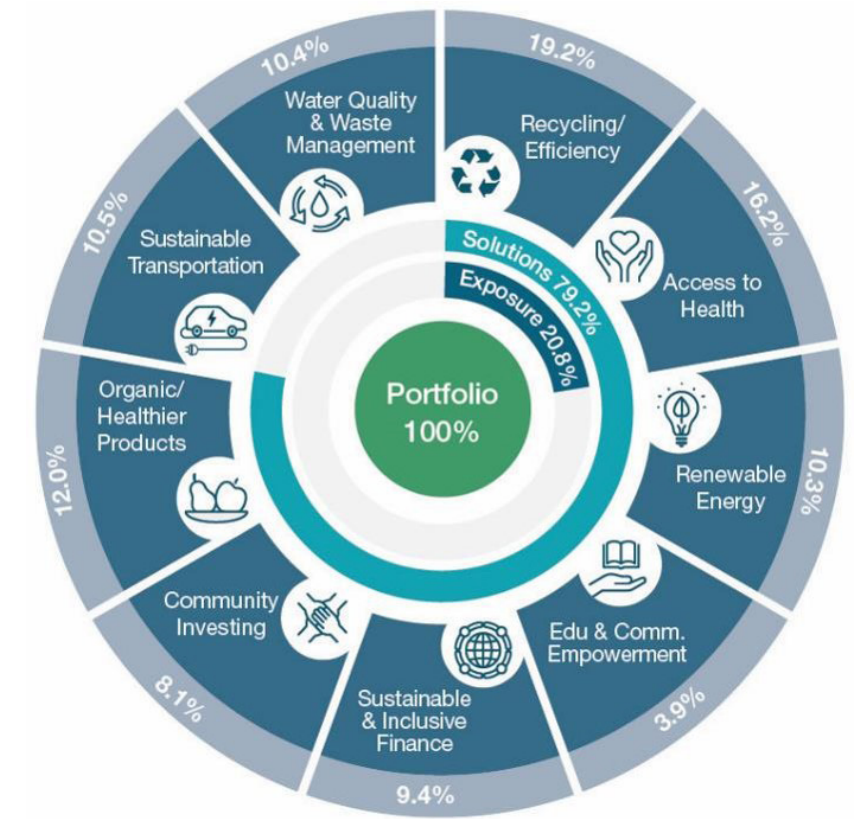 19.2%
Recycling/
Efficiency
16.2%
Access to
Health
10.3%
Renewable
Energy
3.9%
Edu & Comm.
Empowerment
9.4%
Sustainable
& Inclusive
Finance
8.1%
Community
Investing
12.0%
Organic/
Healthier
Products
10.5%
Sustainable
Transportation
10.4%
Water Quality
& Waste
Management
Solutions 79.2%
Exposure 20.8%
Portfolio
100%